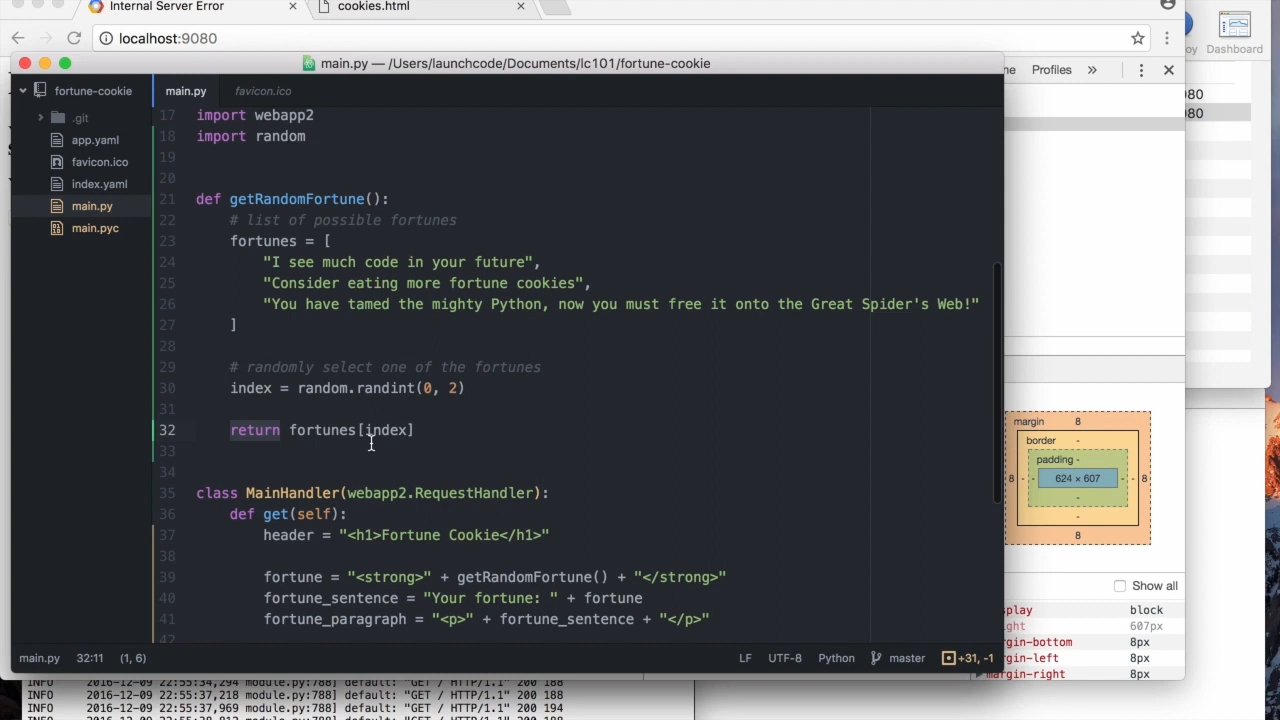 Internal Server Error
cookies.html
localhost:9080
Dashboard
main.py — /Users/launchcode/Documents/lc101/fortune-cookie
Profiles
fortune-cookie
.git
app.yaml
favicon.ico
index.yaml
main.py
main.pyc
main.py favicon.ico
17 import webapp2
18 import random
19
20
21 def getRandomFortune():
22 # list of possible fortunes
23 fortunes = [
24 "I see much code in your future",
25 "Consider eating more fortune cookies",
26 "You have tamed the mighty Python, now you must free it onto the Great Spider's Web!"
27 ]
28
29 # randomly select one of the fortunes
30 index = random.randint(0, 2)
31
32 return fortunes[index]
33
34
35 class MainHandler(webapp2.RequestHandler):
36 def get(self):
37 header = "<h1>Fortune Cookie</h1>"
38
39 fortune = "<strong>" + getRandomFortune() + "</strong>"
40 fortune_sentence = "Your fortune: " + fortune
41 fortune_paragraph = "<p>" + fortune_sentence + "</p>"
42
main.py 32:11 (1, 6) LF UTF-8 Python master +31, -1
margin 8
border -
padding -
8 - - 624 × 607 - - 8
-
-
8
Show all
play block
ght 607px
rgin-bottom 8px
rgin-left 8px
margin-right 8px
INFO 2016-12-09 22:55:34,294 module.py:788] default: "GET / HTTP/1.1" 200 188
INFO 2016-12-09 22:55:37,218 module.py:788] default: "GET / HTTP/1.1" 200 188
INFO 2016-12-09 22:55:37,969 module.py:788] default: "GET / HTTP/1.1" 200 194